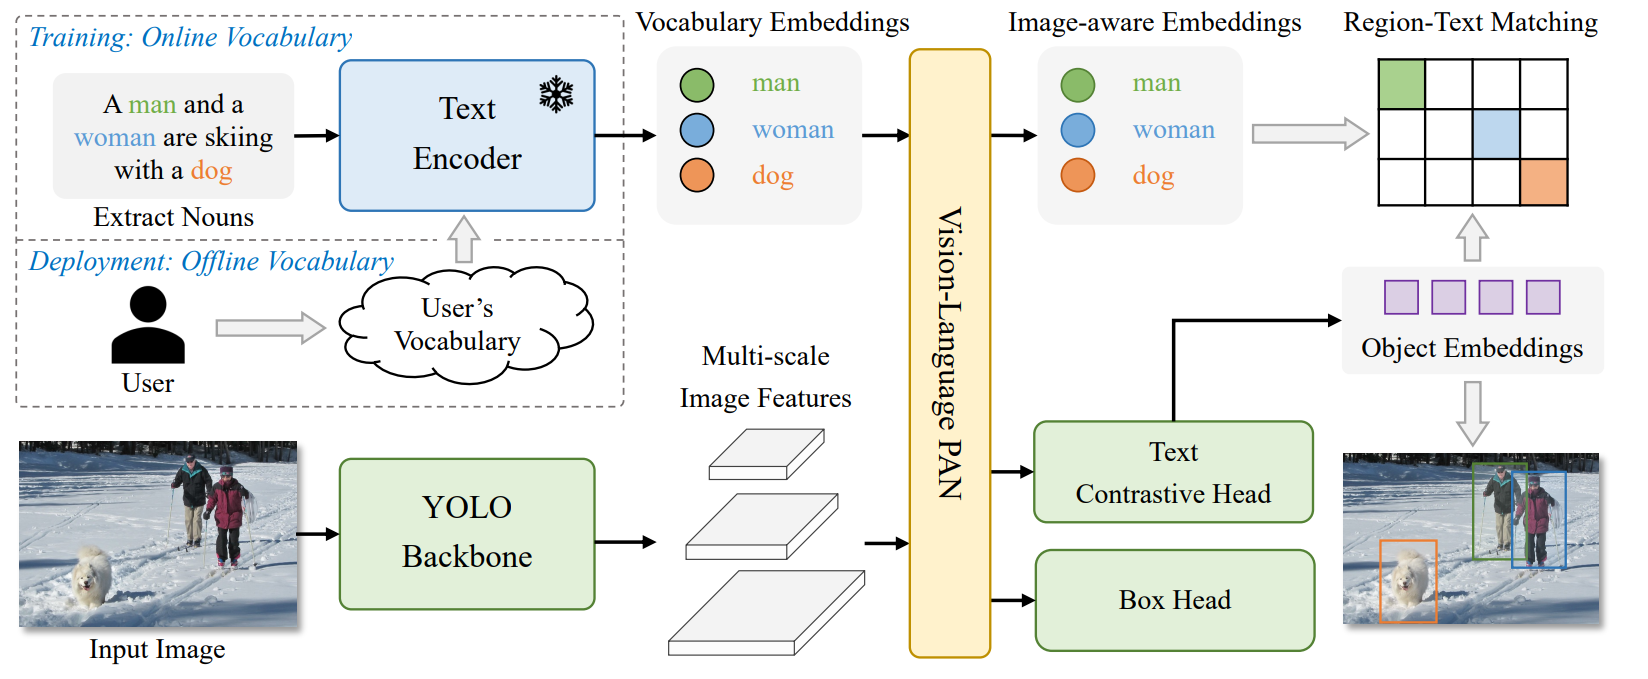 Training: Online Vocabulary
A man and a
woman are skiing
with a dog
Extract Nouns
Text
Encoder
Deployment: Offline Vocabulary
User
User's
Vocabulary
Vocabulary Embeddings
man
woman
dog
Image-aware Embeddings
man
woman
dog
Region-Text Matching
Vision-Language PAN
Multi-scale
Image Features
Input Image
YOLO
Backbone
Text
Contrastive Head
Box Head
Object Embeddings